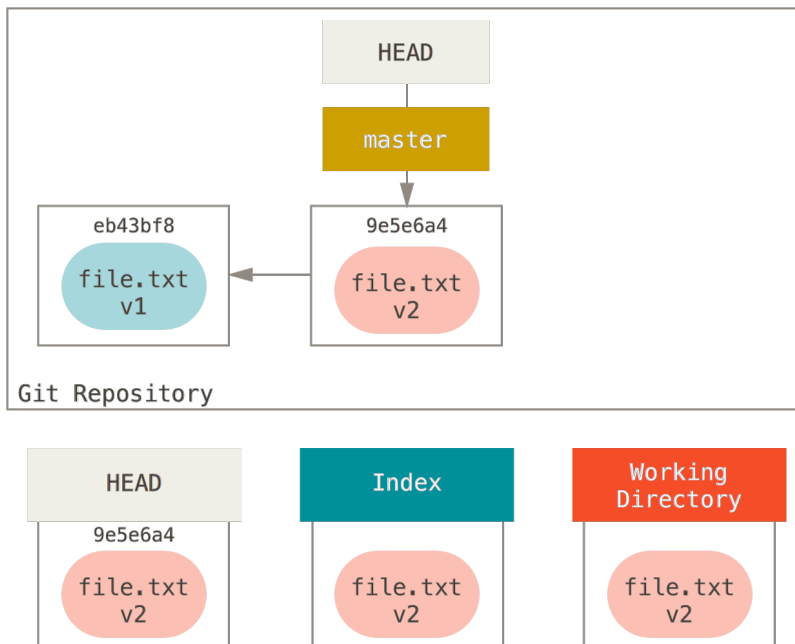 HEAD
master
eb43bf8
file.txt
v1
9e5e6a4
file.txt
v2
Git Repository
HEAD
9e5e6a4
file.txt
v2
Index
file.txt
v2
Working
Directory
file.txt
v2